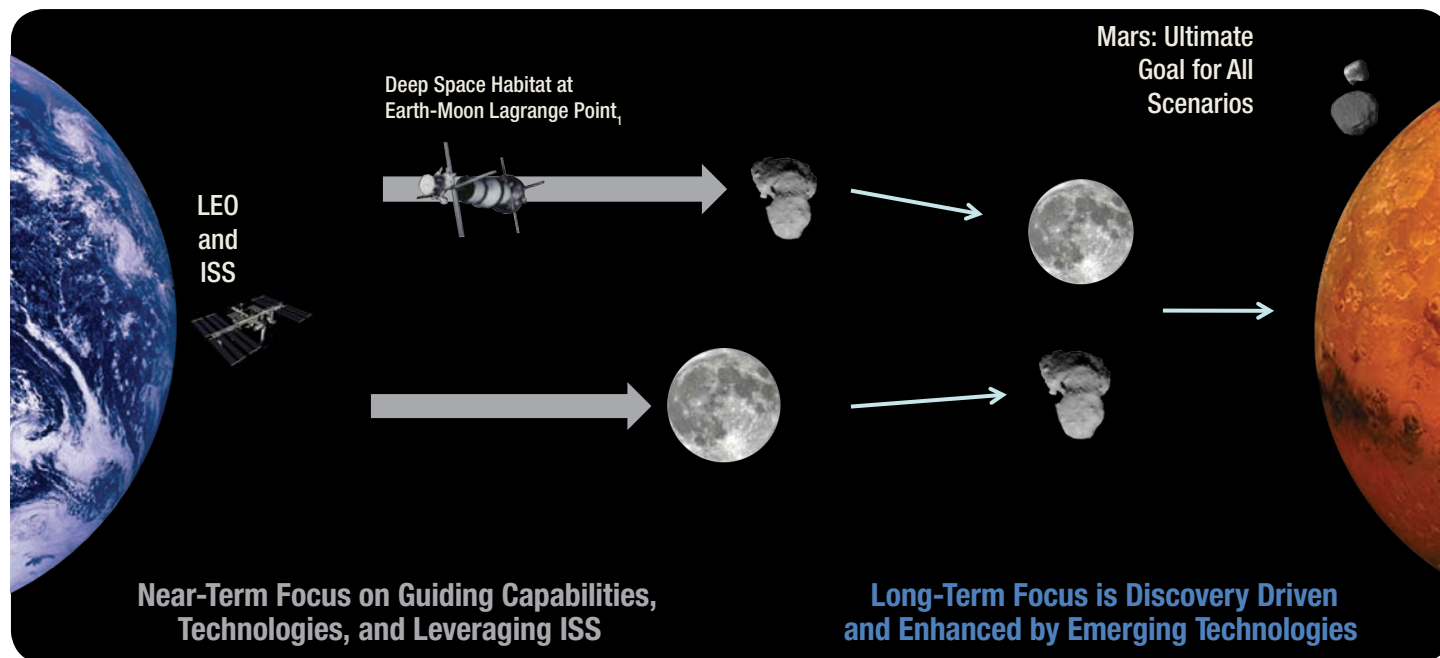 Mars: Ultimate
Goal for All
Scenarios
Deep Space Habitat at
Earth-Moon Lagrange Point₁
LEO
and
ISS
Near-Term Focus on Guiding Capabilities,
Technologies, and Leveraging ISS
Long-Term Focus is Discovery Driven
and Enhanced by Emerging Technologies